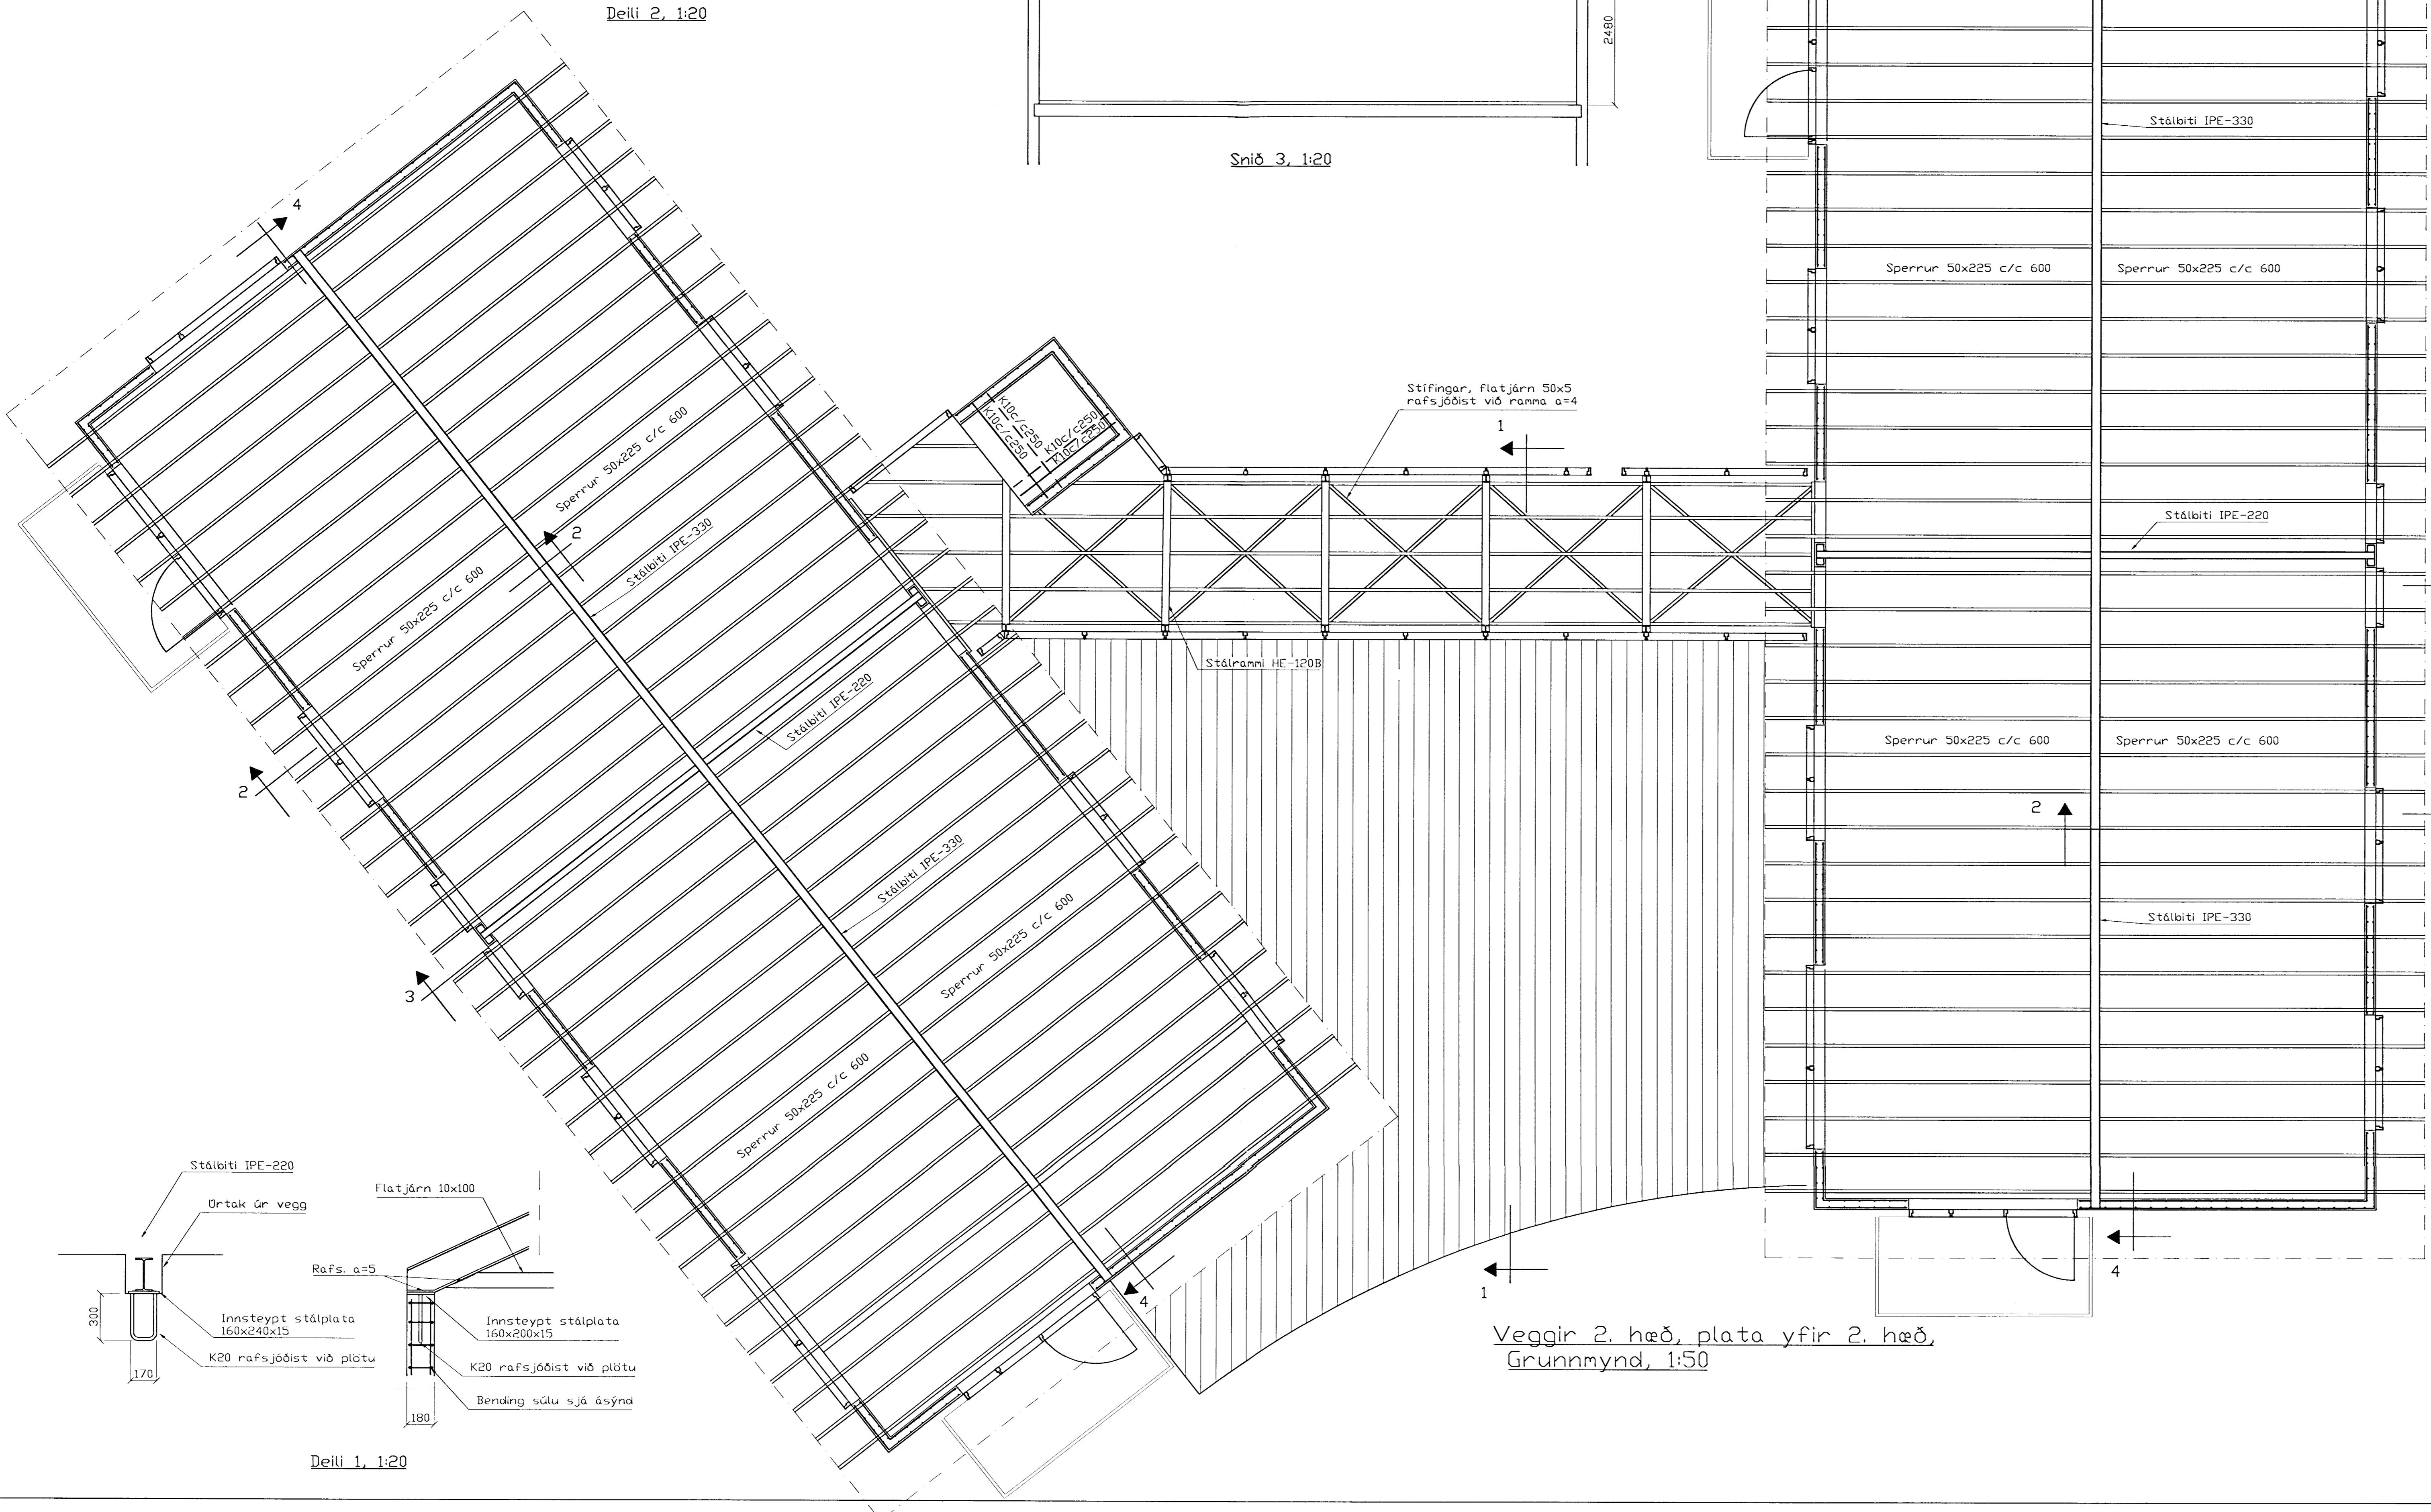 Deili 2, 1:20
2480
Snið 3, 1:20
Stálbiti IPE-330
4
Sperrur 50x225 c/c 600
Sperrur 50x225 c/c 600
Stífingar, flatjárn 50x5
rafsjóðist við ramma a=4
1
K10c/c250
K10c/c250
K10c/c250
K10c/c250
Sperrur 50x225 c/c 600
Stálbiti IPE-330
2
Stálbiti IPE-220
Sperrur 50x225 c/c 600
Stálrammi HE-120B
Stálbiti IPE-220
Sperrur 50x225 c/c 600
Sperrur 50x225 c/c 600
2
2
Stálbiti IPE-330
Stálbiti IPE-330
Sperrur 50x225 c/c 600
3
Sperrur 50x225 c/c 600
Stálbiti IPE-220
Úrtak úr vegg
300
Innsteypt stálplata
160x240x15
K20 rafsjóðist við plötu
170
Flatjárn 10x100
Rafs. a=5
Innsteypt stálplata
160x200x15
K20 rafsjóðist við plötu
Bending súlu sjá ásýnd
180
Deili 1, 1:20
4
1
4
Veggir 2. hæð, plata yfir 2. hæð,
Grunnmynd, 1:50